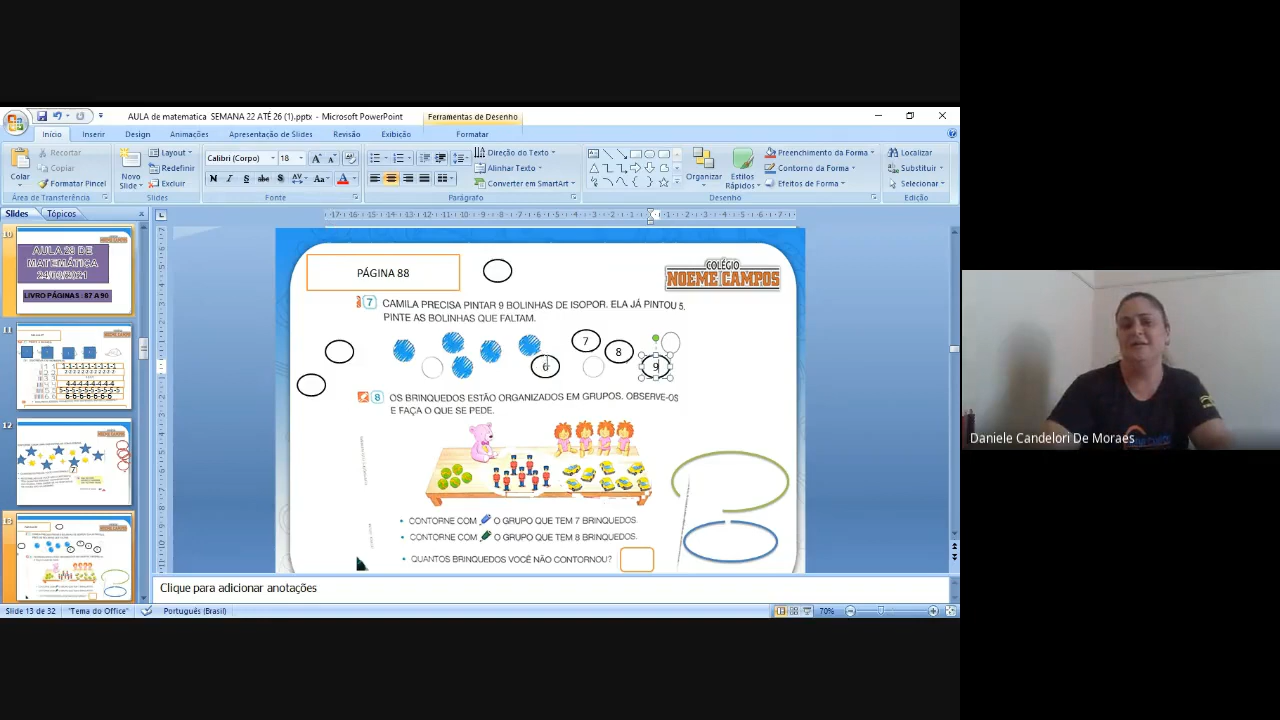 AULA de matematica SEMANA 22 ATÉ 26 (1).pptx - Microsoft PowerPoint
Ferramentas de Desenho
Início Inserir Design Animações Apresentação de Slides Revisão Exibição Formatar
Colar
Recortar
Copiar
Formatar Pincel
Área de Transferência
Novo Slide
Layout
Redefinir
Excluir
Slides
Calibri (Corpo) 18
Fonte
Direção do Texto
Alinhar Texto
Converter em SmartArt
Parágrafo
Organizar
Estilos Rápidos
Preenchimento da Forma
Contorno da Forma
Efeitos de Forma
Desenho
Localizar
Substituir
Selecionar
Edição
Slides Tópicos
10
AULA 28 DE
MATEMÁTICA
24/03/2021
LIVRO PÁGINAS : 87 A 90
11
12
13
PÁGINA 88
COLÉGIO
NOEME CAMPOS
7 CAMILA PRECISA PINTAR 9 BOLINHAS DE ISOPOR. ELA JÁ PINTOU 5.
PINTE AS BOLINHAS QUE FALTAM.
7
8
6
9
8 OS BRINQUEDOS ESTÃO ORGANIZADOS EM GRUPOS. OBSERVE-OS
E FAÇA O QUE SE PEDE.
• CONTORNE COM O GRUPO QUE TEM 7 BRINQUEDOS.
• CONTORNE COM O GRUPO QUE TEM 8 BRINQUEDOS.
• QUANTOS BRINQUEDOS VOCÊ NÃO CONTORNOU?
Clique para adicionar anotações
Slide 13 de 32 "Tema do Office" Português (Brasil) 70%
Daniele Candelori De Moraes